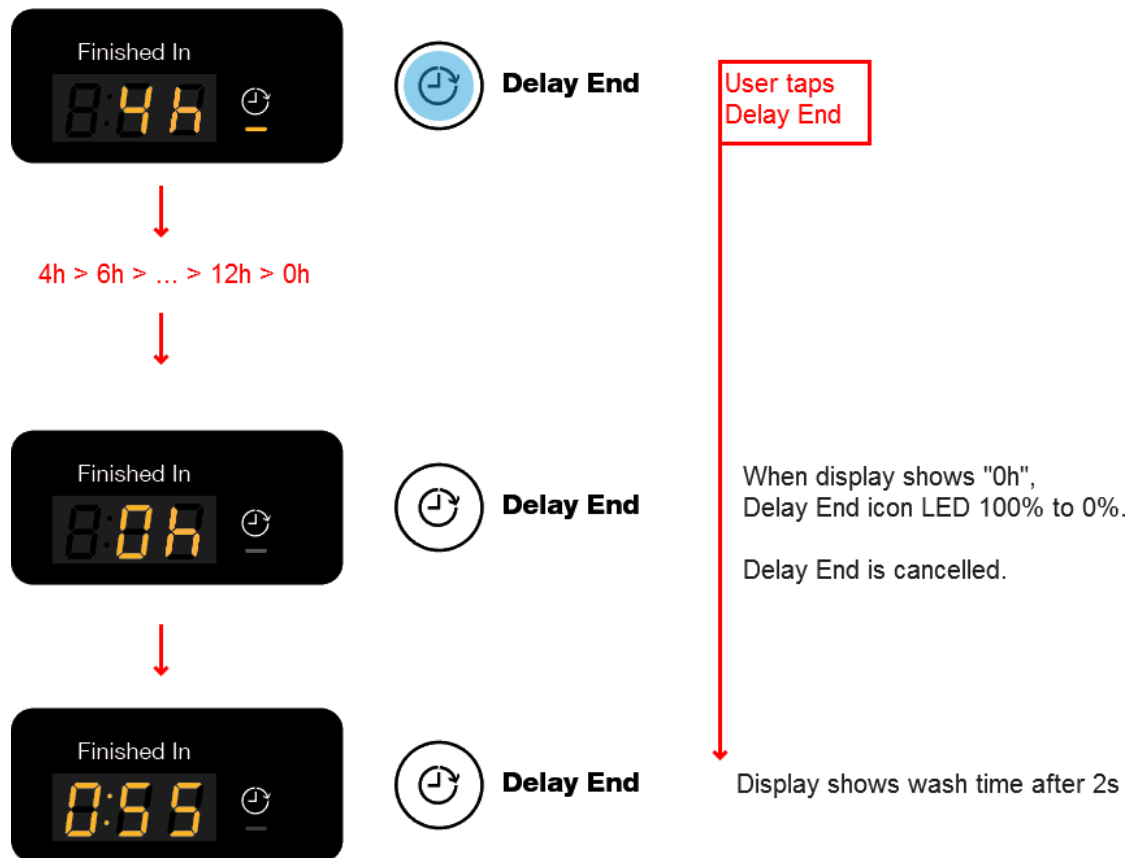 Finished In
4h
Delay End
User taps
Delay End
4h > 6h > ... > 12h > 0h
Finished In
0h
Delay End
When display shows "0h",
Delay End icon LED 100% to 0%.
Delay End is cancelled.
Finished In
0:55
Delay End
Display shows wash time after 2s